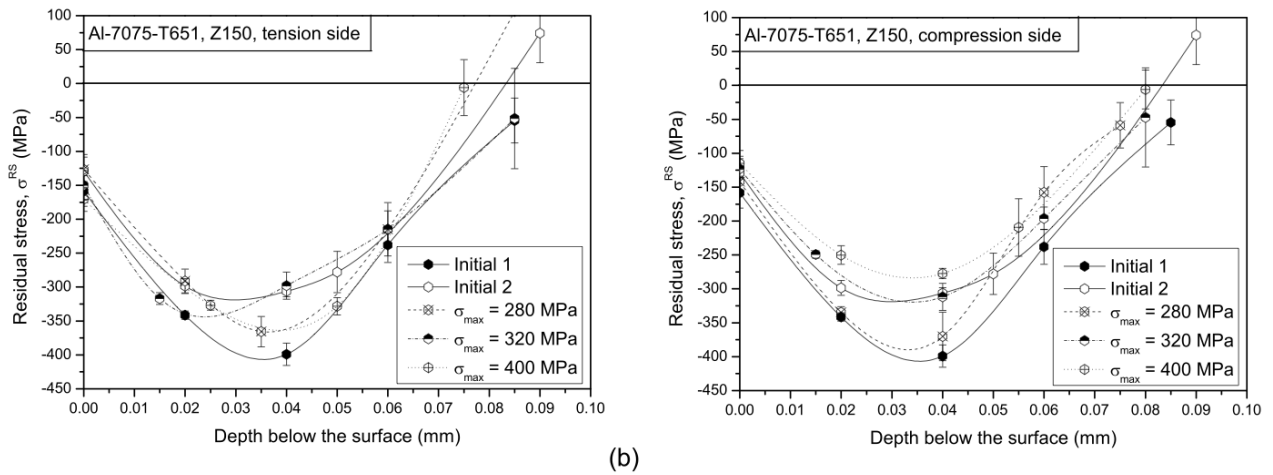 Al-7075-T651, Z150, tension side
Residual stress, σ^RS (MPa)
100
50
0
-50
-100
-150
-200
-250
-300
-350
-400
-450
Initial 1
Initial 2
σmax = 280 MPa
σmax = 320 MPa
σmax = 400 MPa
0.00 0.01 0.02 0.03 0.04 0.05 0.06 0.07 0.08 0.09 0.10
Depth below the surface (mm)
Al-7075-T651, Z150, compression side
Residual stress, σ^RS (MPa)
100
50
0
-50
-100
-150
-200
-250
-300
-350
-400
-450
Initial 1
Initial 2
σmax = 280 MPa
σmax = 320 MPa
σmax = 400 MPa
0.00 0.01 0.02 0.03 0.04 0.05 0.06 0.07 0.08 0.09 0.10
Depth below the surface (mm)
(b)